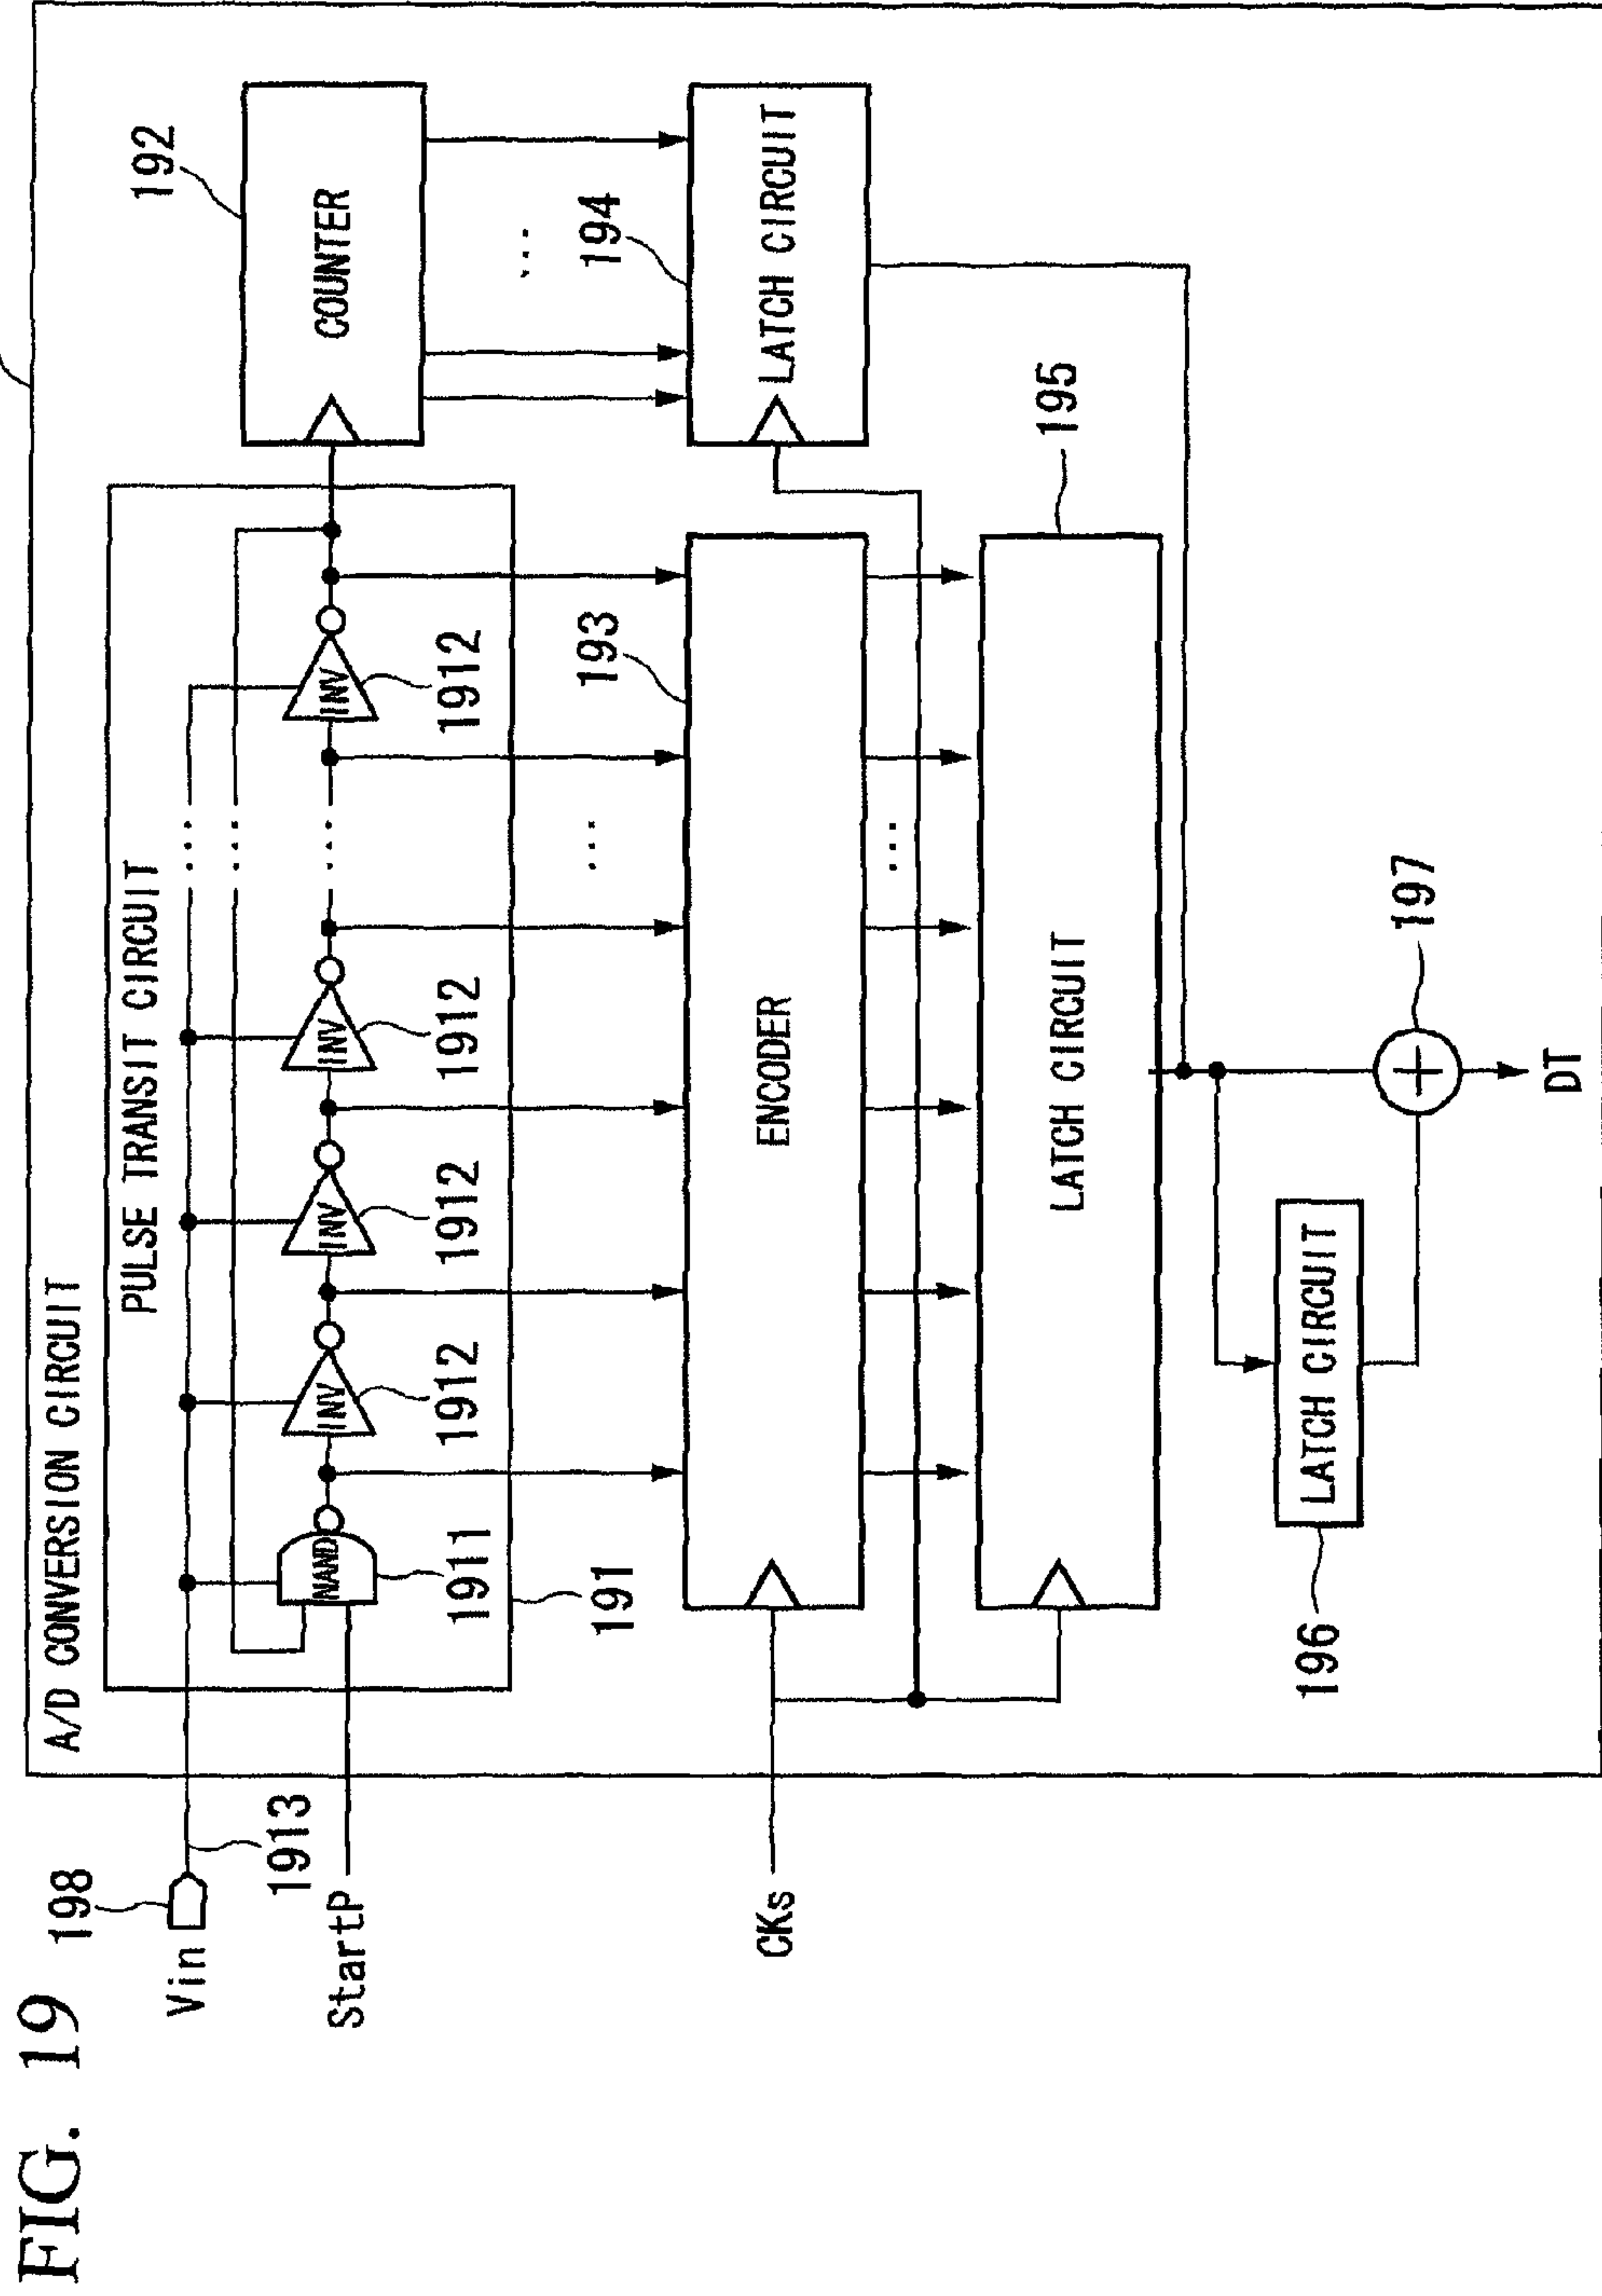 FIG. 19
A/D CONVERSION CIRCUIT
198
Vin
1913
PULSE TRANSIT CIRCUIT
192
COUNTER
StartP
NAND
INV
INV
INV
INV
1911
1912
1912
1912
1912
191
193
194
...
...
...
ENCODER
LATCH CIRCUIT
CKs
...
195
LATCH CIRCUIT
196
LATCH CIRCUIT
197
+
DT